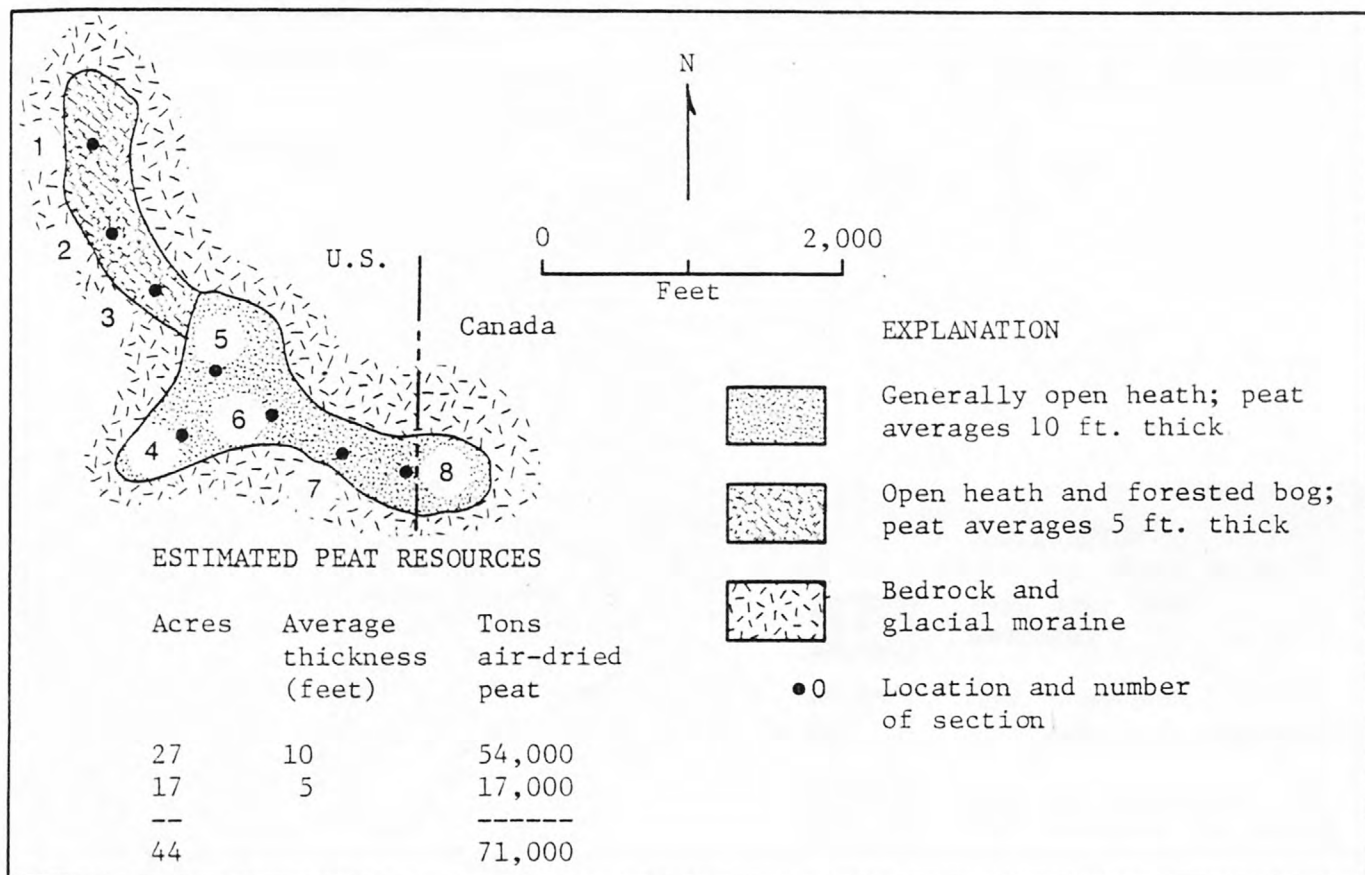 N
1
2
3
4
5
6
7
8
U.S.
Canada
0 2,000
Feet
EXPLANATION
Generally open heath; peat
averages 10 ft. thick
Open heath and forested bog;
peat averages 5 ft. thick
Bedrock and
glacial moraine
•0 Location and number
of section
ESTIMATED PEAT RESOURCES
Acres Average Tons
thickness air-dried
(feet) peat
27 10 54,000
17 5 17,000
-- ------
44 71,000